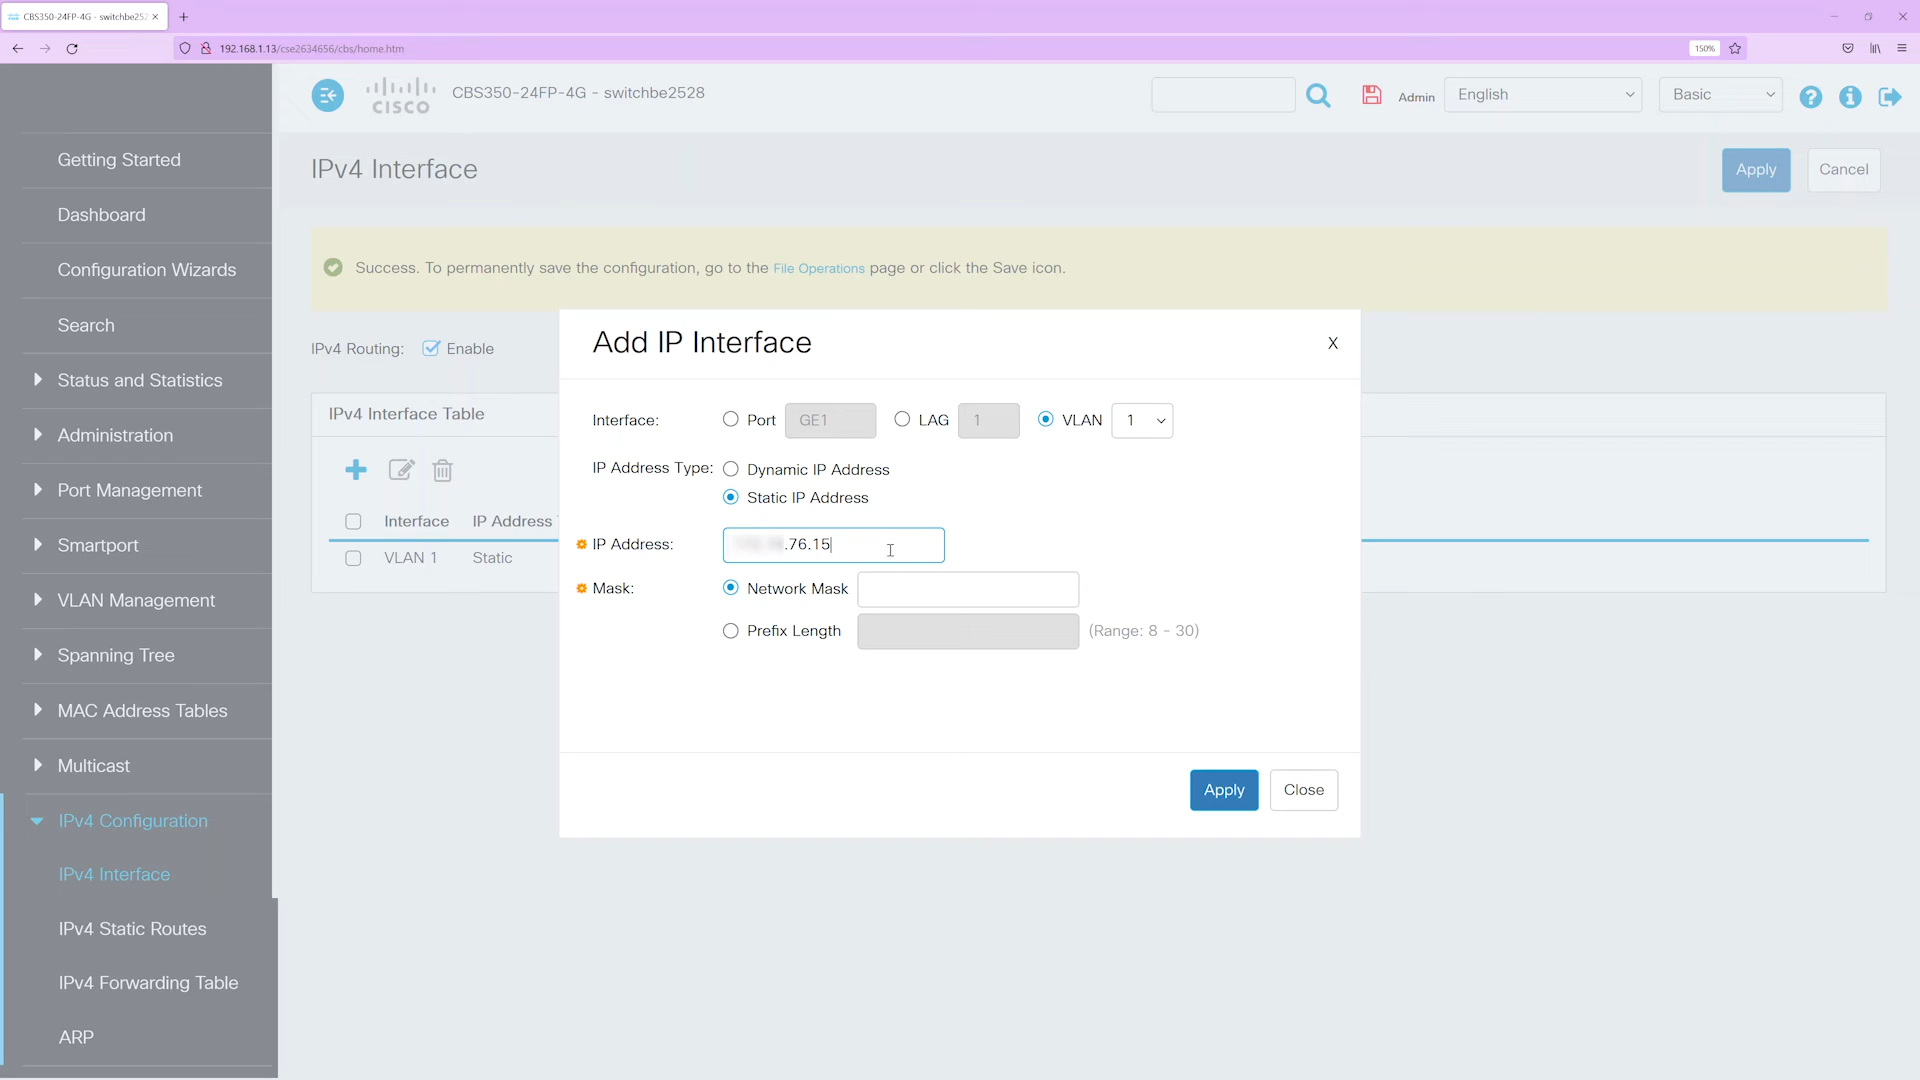 CBS350-24FP-4G - switchbe252
192.168.1.13/cse2634656/cbs/home.htm
150%
CISCO
CBS350-24FP-4G - switchbe2528
Admin
English
Basic
Getting Started
Dashboard
Configuration Wizards
Search
Status and Statistics
Administration
Port Management
Smartport
VLAN Management
Spanning Tree
MAC Address Tables
Multicast
IPv4 Configuration
IPv4 Interface
IPv4 Static Routes
IPv4 Forwarding Table
ARP
IPv4 Interface
Apply
Cancel
Success. To permanently save the configuration, go to the File Operations page or click the Save icon.
IPv4 Routing: Enable
IPv4 Interface Table
Interface IP Address
VLAN 1 Static
Add IP Interface
X
Interface: Port GE1 LAG 1 VLAN 1
IP Address Type: Dynamic IP Address
Static IP Address
IP Address: .76.15
Mask: Network Mask
Prefix Length (Range: 8 - 30)
Apply
Close